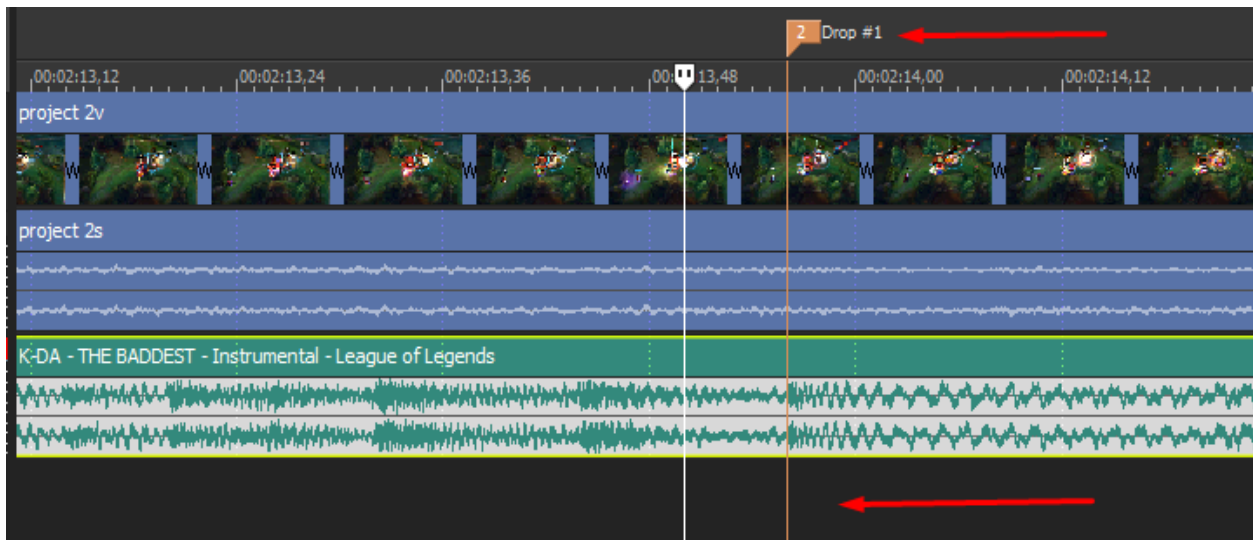 2 Drop #1
00:02:13,12 00:02:13,24 00:02:13,36 00: 13,48 00:02:14,00 00:02:14,12
project 2v
project 2s
K-DA - THE BADDEST - Instrumental - League of Legends